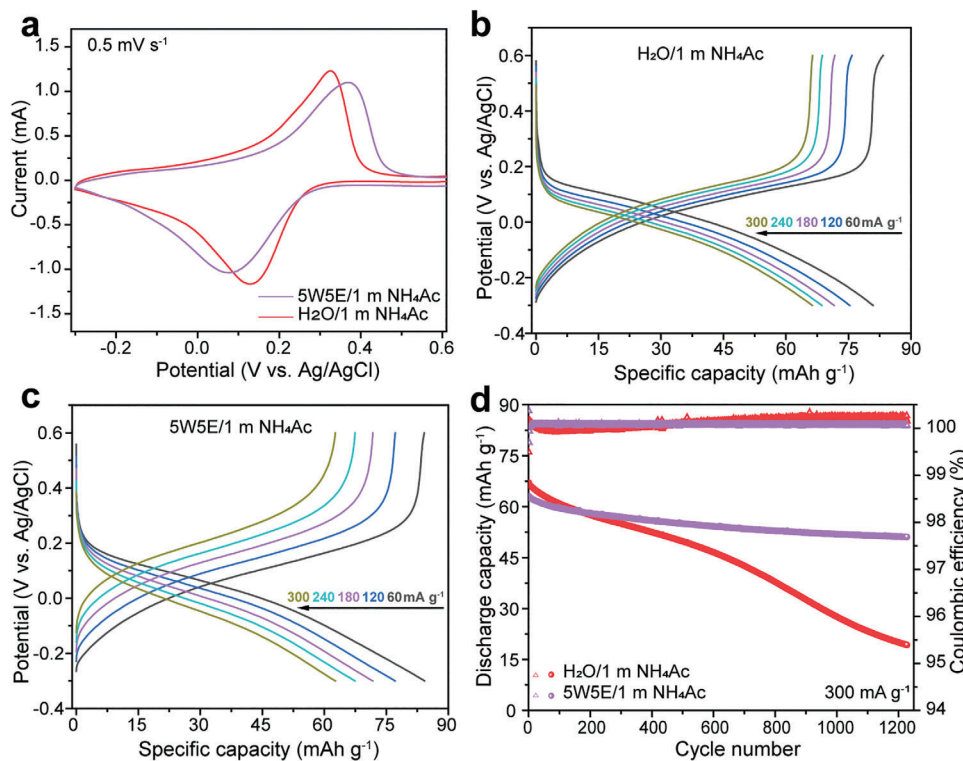 a
0.5 mV s⁻¹
1.5
1.0
0.5
0.0
-0.5
-1.0
-1.5
Current (mA)
5W5E/1 m NH₄Ac
H2O/1 m NH₄Ac
-0.2 0.0 0.2 0.4 0.6
Potential (V vs. Ag/AgCl)
b
H2O/1 m NH₄Ac
0.6
0.4
0.2
0.0
-0.2
-0.4
Potential (V vs. Ag/AgCl)
300 240 180 120 60 mA g⁻¹
0 15 30 45 60 75 90
Specific capacity (mAh g⁻¹)
c
5W5E/1 m NH₄Ac
0.6
0.4
0.2
0.0
-0.2
-0.4
Potential (V vs. Ag/AgCl)
300 240 180 120 60mA g⁻¹
0 15 30 45 60 75 90
Specific capacity (mAh g⁻¹)
d
90
75
60
45
30
15
0
Discharge capacity (mAh g⁻¹)
100
99
98
97
96
95
94
Coulombic efficiency (%)
H₂O/1 m NH₄Ac
5W5E/1 m NH₄Ac
300 mA g⁻¹
0 200 400 600 800 1000 1200
Cycle number